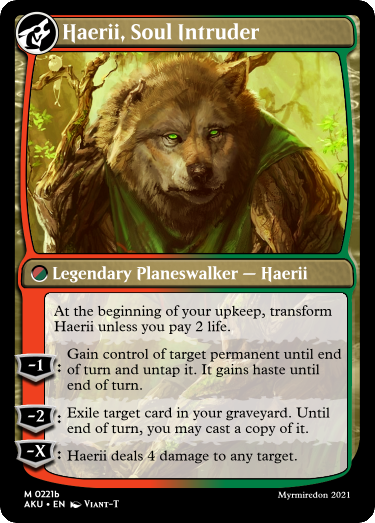 Haerii, Soul Intruder
Legendary Planeswalker — Haerii
At the beginning of your upkeep, transform
Haerii unless you pay 2 life.
-1: Gain control of target permanent until end
of turn and untap it. It gains haste until
end of turn.
-2: Exile target card in your graveyard. Until
end of turn, you may cast a copy of it.
-X: Haerii deals 4 damage to any target.
M 0221b
AKU • EN VIANT-T
Myrmiredon 2021